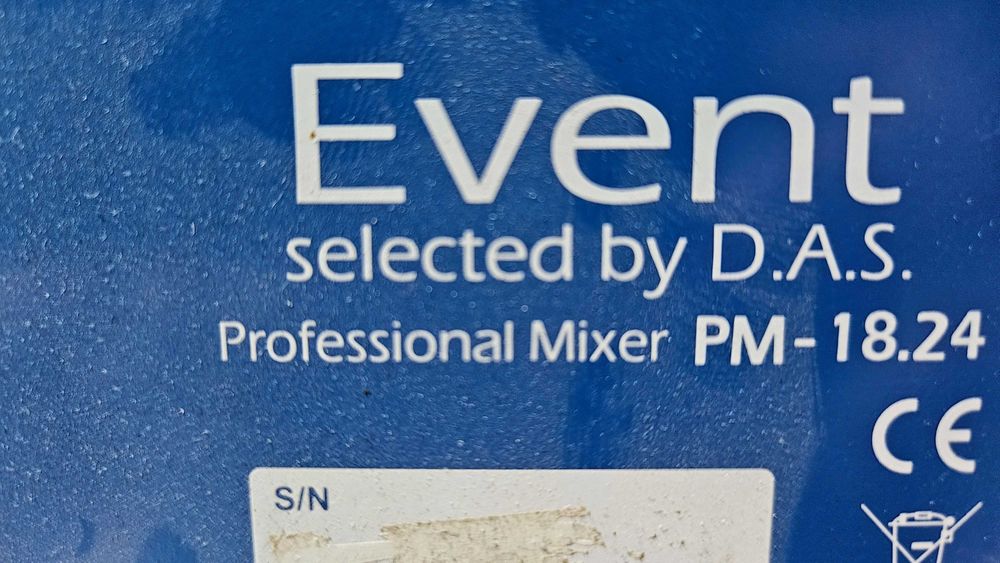 Event
selected by D.A.S.
Professional Mixer PM-18.24
CE
S/N